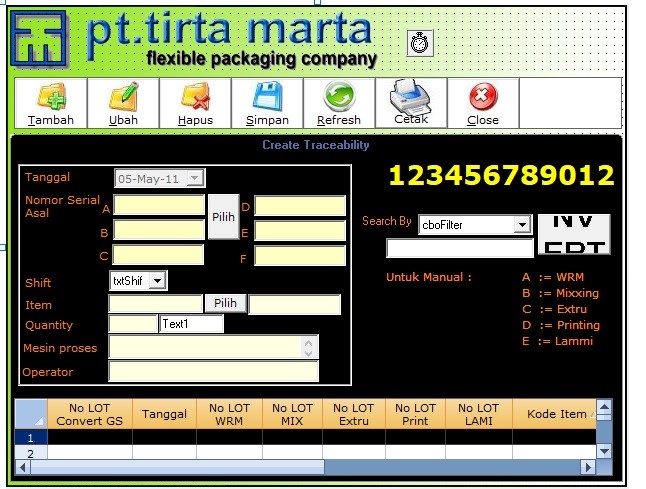 pt.tirta marta
flexible packaging company
Tambah Ubah Hapus Simpan Refresh Cetak Close
Create Traceability
Tanggal 05-May-11
123456789012
Nomor Serial Asal
A Pilih D
B E
C F
Search By cboFilter
Shift txtShif
Item Pilih
Quantity Text1
Mesin proses
Operator
Untuk Manual :
A := WRM
B := Mixxing
C := Extru
D := Printing
E := Lammi
No LOT Convert GS Tanggal No LOT WRM No LOT MIX No LOT Extru No LOT Print No LOT LAMI Kode Item
1
2